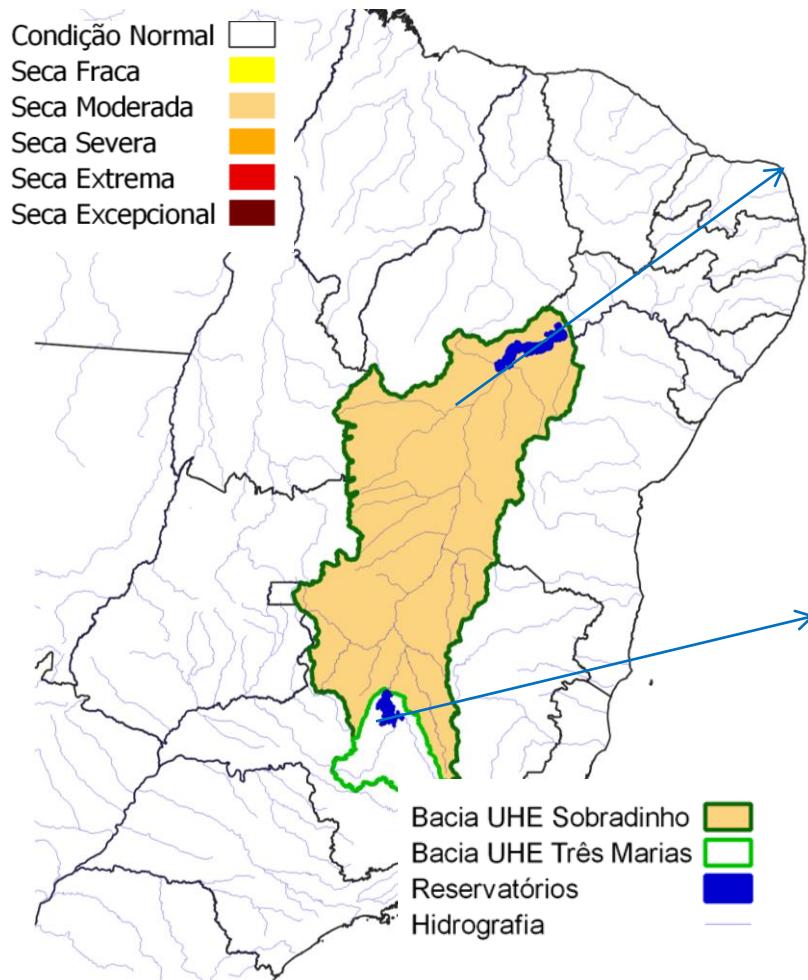 Condição Normal
Seca Fraca
Seca Moderada
Seca Severa
Seca Extrema
Seca Excepcional
Bacia UHE Sobradinho
Bacia UHE Três Marias
Reservatórios
Hidrografia